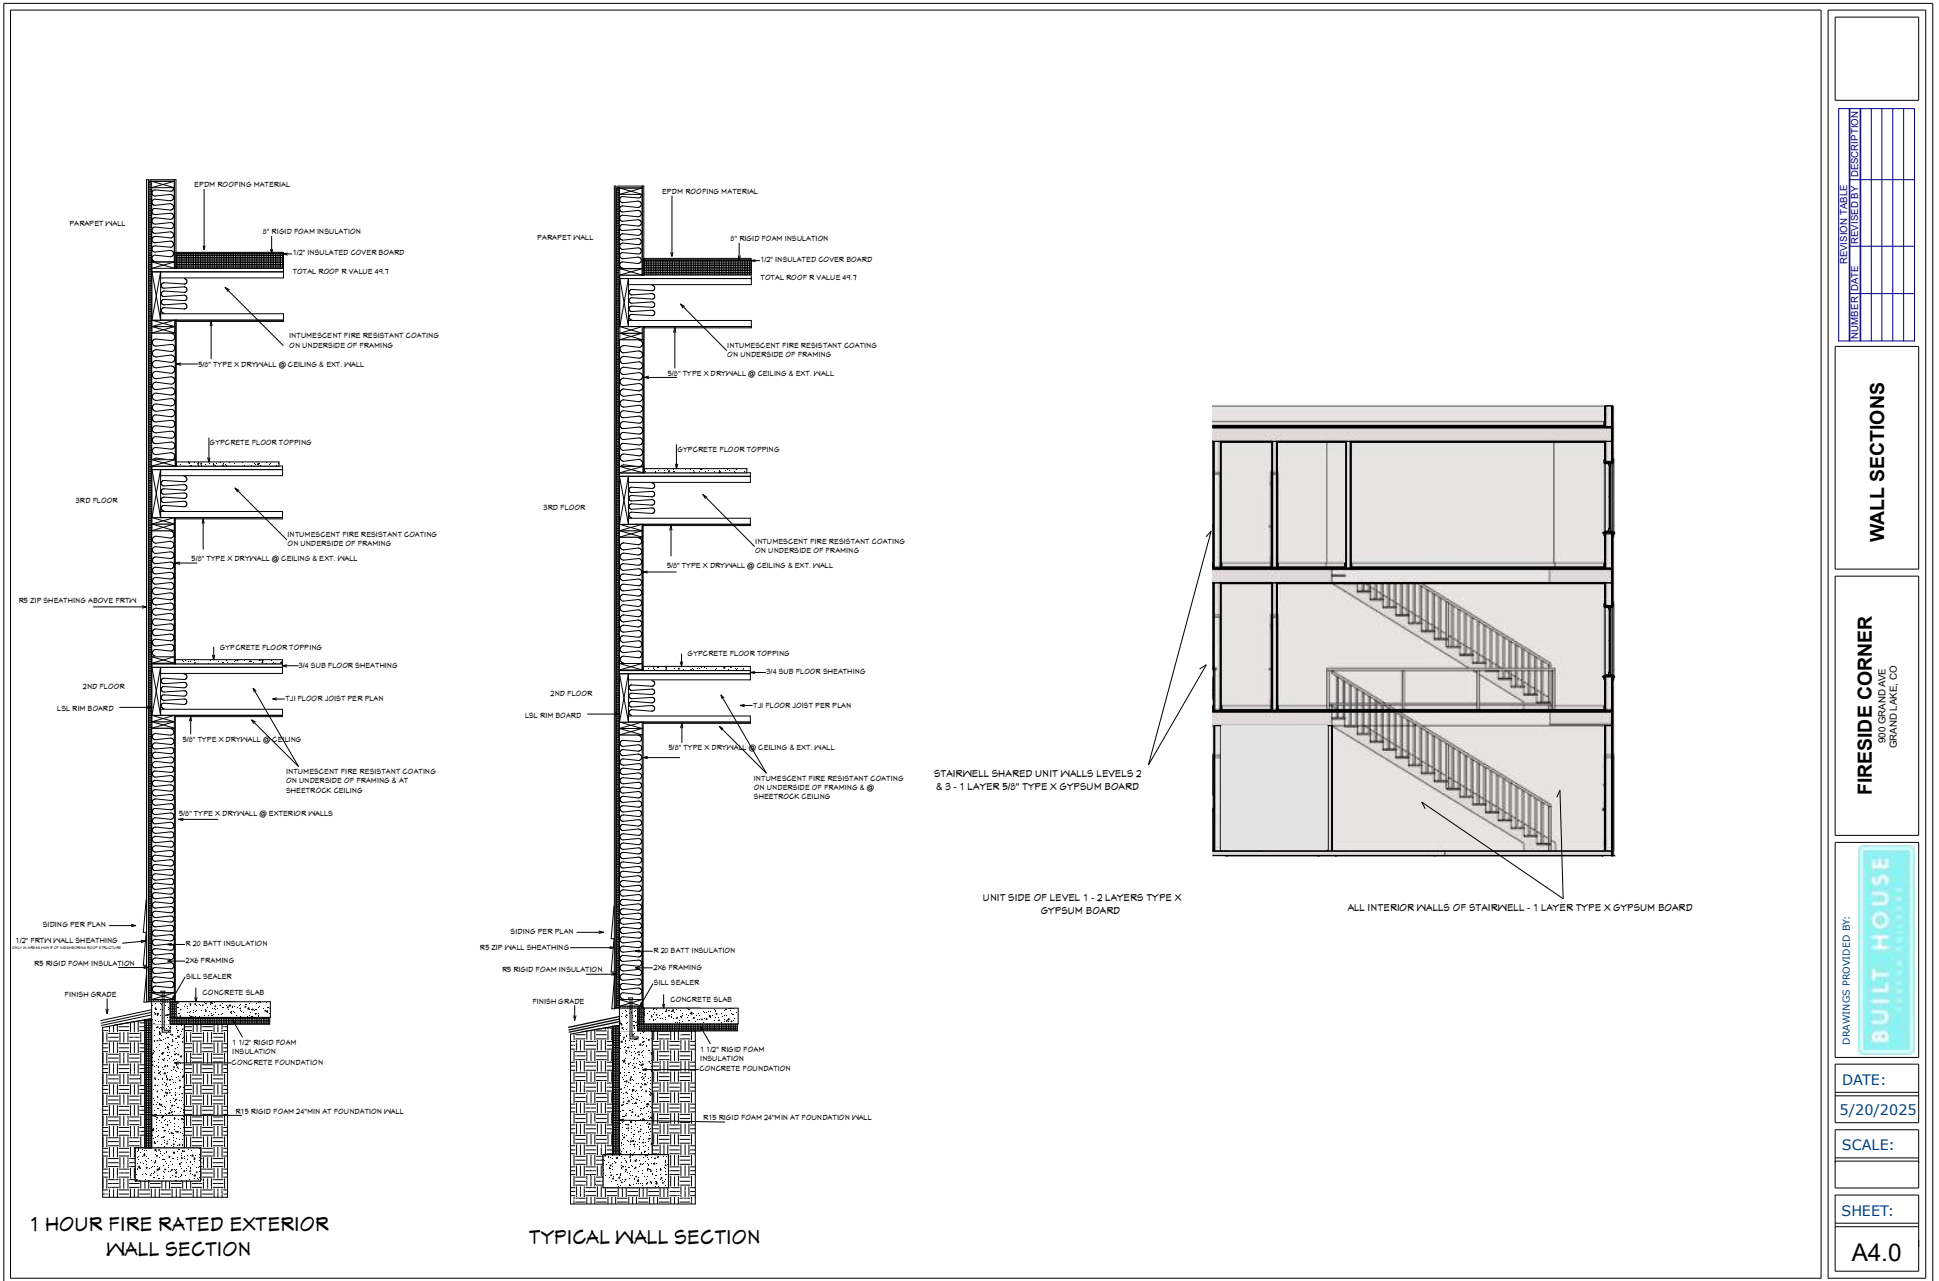 EPDM ROOFING MATERIAL
PARAPET WALL
8" RIGID FOAM INSULATION
1/2" INSULATED COVER BOARD
TOTAL ROOF R VALUE 49.7
INTUMESCENT FIRE RESISTANT COATING
ON UNDERSIDE OF FRAMING
5/8" TYPE X DRYWALL @ CEILING & EXT. WALL
GYPCRETE FLOOR TOPPING
3RD FLOOR
INTUMESCENT FIRE RESISTANT COATING
ON UNDERSIDE OF FRAMING
5/8" TYPE X DRYWALL @ CEILING & EXT. WALL
R5 ZIP SHEATHING ABOVE FRTW
GYPCRETE FLOOR TOPPING
3/4 SUB FLOOR SHEATHING
2ND FLOOR
TJI FLOOR JOIST PER PLAN
LSL RIM BOARD
5/8" TYPE X DRYWALL @ CEILING
INTUMESCENT FIRE RESISTANT COATING
ON UNDERSIDE OF FRAMING & AT
SHEETROCK CEILING
5/8" TYPE X DRYWALL @ EXTERIOR WALLS
SIDING PER PLAN
1/2" FRTW WALL SHEATHING
R 20 BATT INSULATION
R5 RIGID FOAM INSULATION
2X6 FRAMING
SILL SEALER
FINISH GRADE
CONCRETE SLAB
1 1/2" RIGID FOAM
INSULATION
CONCRETE FOUNDATION
R15 RIGID FOAM 24"MIN AT FOUNDATION WALL
1 HOUR FIRE RATED EXTERIOR
WALL SECTION
EPDM ROOFING MATERIAL
PARAPET WALL
8" RIGID FOAM INSULATION
1/2" INSULATED COVER BOARD
TOTAL ROOF R VALUE 49.7
INTUMESCENT FIRE RESISTANT COATING
ON UNDERSIDE OF FRAMING
5/8" TYPE X DRYWALL @ CEILING & EXT. WALL
GYPCRETE FLOOR TOPPING
3RD FLOOR
INTUMESCENT FIRE RESISTANT COATING
ON UNDERSIDE OF FRAMING
5/8" TYPE X DRYWALL @ CEILING & EXT. WALL
GYPCRETE FLOOR TOPPING
3/4 SUB FLOOR SHEATHING
2ND FLOOR
TJI FLOOR JOIST PER PLAN
LSL RIM BOARD
5/8" TYPE X DRYWALL @ CEILING & EXT. WALL
INTUMESCENT FIRE RESISTANT COATING
ON UNDERSIDE OF FRAMING & @
SHEETROCK CEILING
SIDING PER PLAN
R5 ZIP WALL SHEATHING
R 20 BATT INSULATION
R5 RIGID FOAM INSULATION
2X6 FRAMING
SILL SEALER
FINISH GRADE
CONCRETE SLAB
1 1/2" RIGID FOAM
INSULATION
CONCRETE FOUNDATION
R15 RIGID FOAM 24"MIN AT FOUNDATION WALL
TYPICAL WALL SECTION
STAIRWELL SHARED UNIT WALLS LEVELS 2
& 3 - 1 LAYER 5/8" TYPE X GYPSUM BOARD
UNIT SIDE OF LEVEL 1 - 2 LAYERS TYPE X
GYPSUM BOARD
ALL INTERIOR WALLS OF STAIRWELL - 1 LAYER TYPE X GYPSUM BOARD
REVISION TABLE
NUMBER DATE REVISED BY DESCRIPTION
WALL SECTIONS
FIRESIDE CORNER
900 GRAND AVE
GRAND LAKE, CO
DRAWINGS PROVIDED BY:
BUILT HOUSE
DATE:
5/20/2025
SCALE:
SHEET:
A4.0